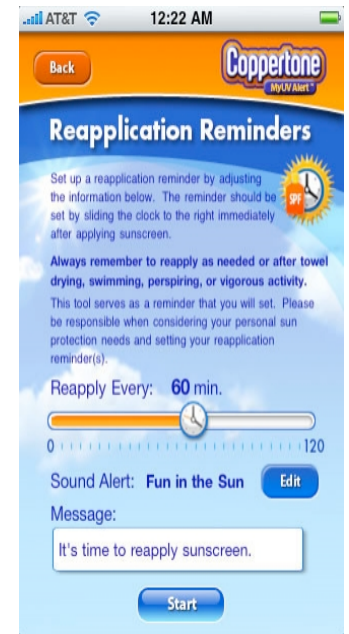 AT&T 12:22 AM
Back
Coppertone
MyUV Alert™
Reapplication Reminders
Set up a reapplication reminder by adjusting
the information below. The reminder should be
set by sliding the clock to the right immediately
after applying sunscreen.
SPF
Always remember to reapply as needed or after towel
drying, swimming, perspiring, or vigorous activity.
This tool serves as a reminder that you will set. Please
be responsible when considering your personal sun
protection needs and setting your reapplication
reminder(s).
Reapply Every: 60 min.
0 120
Sound Alert: Fun in the Sun Edit
Message:
It's time to reapply sunscreen.
Start